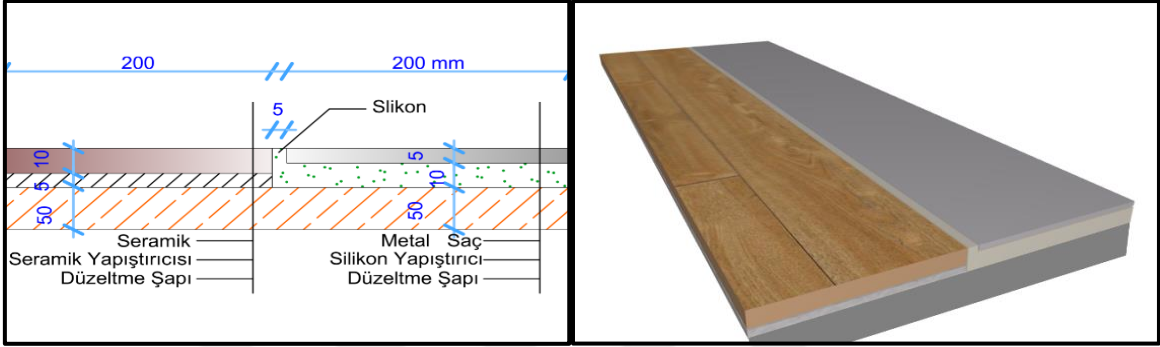 200
200 mm
5
Slikon
10
5
50
5
10
50
Seramik
Seramik Yapıştırıcısı
Düzeltme Şapı
Metal Saç
Silikon Yapıştırıcı
Düzeltme Şapı